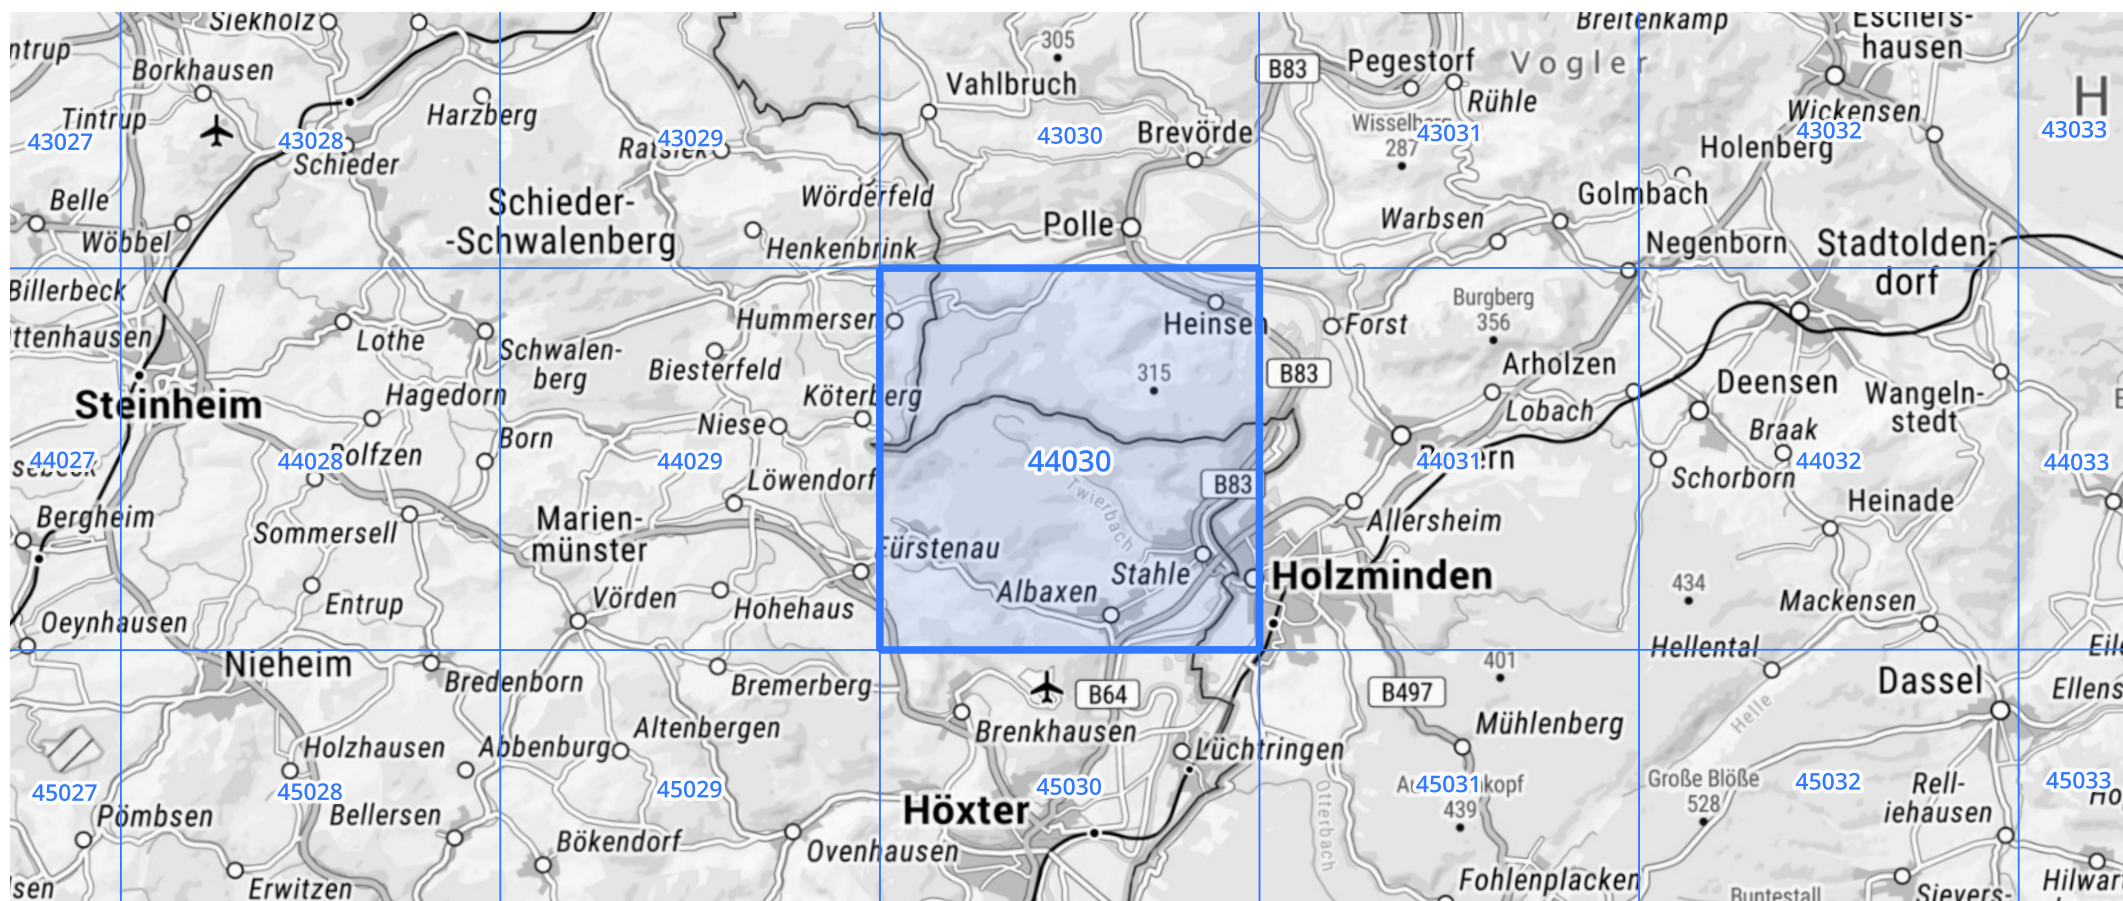 Siekholz
ntrup
Borkhausen
Tintrup
43027
43028
Schieder
Harzberg
Belle
Wöbbel
Schieder-
-Schwalenberg
43029
Wörderfeld
Henkenbrink
305
Vahlbruch
43030
Brevörde
Polle
B83
Pegestorf
Rühle
Vogler
43031
287
Warbsen
Golmbach
Breitenkamp
Eschers-
hausen
Wickensen
43032
Holenberg
Negenborn
Stadtolden-
dorf
H
43033
Billerbeck
ttenhausen
Steinheim
Lothe
Hagedorn
Schwalen-
berg
Born
44027
44028
Sommersell
Bergheim
Oeynhausen
Entrup
Hummersen
Biesterfeld
Köterberg
Niese
44029
Löwendorf
Marien-
münster
Vörden
Hohehaus
Heinsen
315
44030
B83
Twierbach
Fürstenau
Stahle
Albaxen
Forst
Burgberg
356
B83
Arholzen
Lobach
44031
Allersheim
Holzminden
Deensen
Wangeln-
stedt
Braak
44032
44033
Schorborn
Heinade
434
Mackensen
Hellental
Nieheim
Bredenborn
Holzhausen
Abbenburg
45027
45028
Pömbsen
Bellersen
Erwitzen
lsen
Bremerberg
Altenbergen
45029
Bökendorf
Ovenhausen
B64
Brenkhausen
Lüchtringen
45030
Höxter
401
B497
Mühlenberg
45031
439
Otterbach
Fohlenplacken
Helle
Dassel
Ellens
Große Blöße
528
45032
45033
Rell-
iehausen
Hilwar
Sievers-